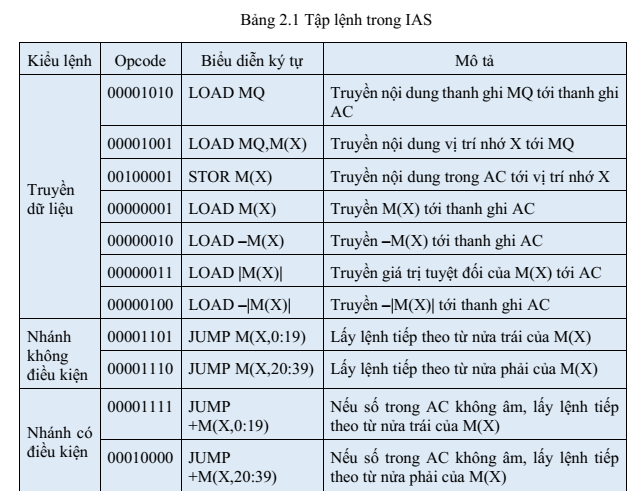 Bảng 2.1 Tập lệnh trong IAS
Kiểu lệnh Opcode Biểu diễn ký tự Mô tả
Truyền
dữ liệu
00001010 LOAD MQ Truyền nội dung thanh ghi MQ tới thanh ghi
AC
00001001 LOAD MQ,M(X) Truyền nội dung vị trí nhớ X tới MQ
00100001 STOR M(X) Truyền nội dung trong AC tới vị trí nhớ X
00000001 LOAD M(X) Truyền M(X) tới thanh ghi AC
00000010 LOAD –M(X) Truyền –M(X) tới thanh ghi AC
00000011 LOAD |M(X)| Truyền giá trị tuyệt đối của M(X) tới AC
00000100 LOAD –|M(X)| Truyền –|M(X)| tới thanh ghi AC
Nhánh
không
điều kiện
00001101 JUMP M(X,0:19) Lấy lệnh tiếp theo từ nửa trái của M(X)
00001110 JUMP M(X,20:39) Lấy lệnh tiếp theo từ nửa phải của M(X)
Nhánh có
điều kiện
00001111 JUMP
+M(X,0:19)
Nếu số trong AC không âm, lấy lệnh tiếp
theo từ nửa trái của M(X)
00010000 JUMP
+M(X,20:39)
Nếu số trong AC không âm, lấy lệnh tiếp
theo từ nửa phải của M(X)